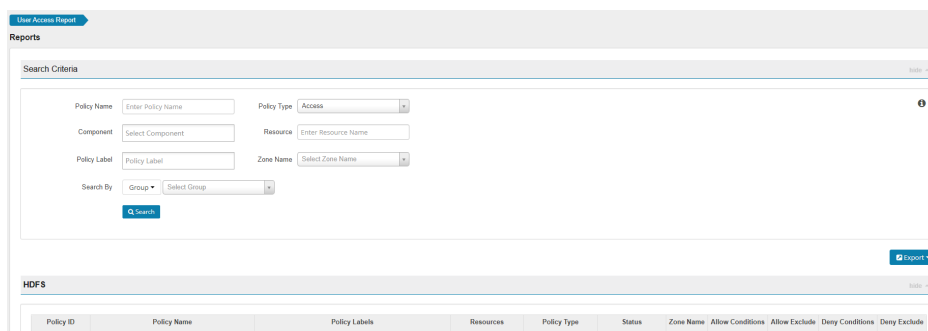 User Access Report
Reports
Search Criteria hide
Policy Name Enter Policy Name Policy Type Access
Component Select Component Resource Enter Resource Name
Policy Label Policy Label Zone Name Select Zone Name
Search By Group Select Group
Search
Export
HDFS hide
Policy ID Policy Name Policy Labels Resources Policy Type Status Zone Name Allow Conditions Allow Exclude Deny Conditions Deny Exclude